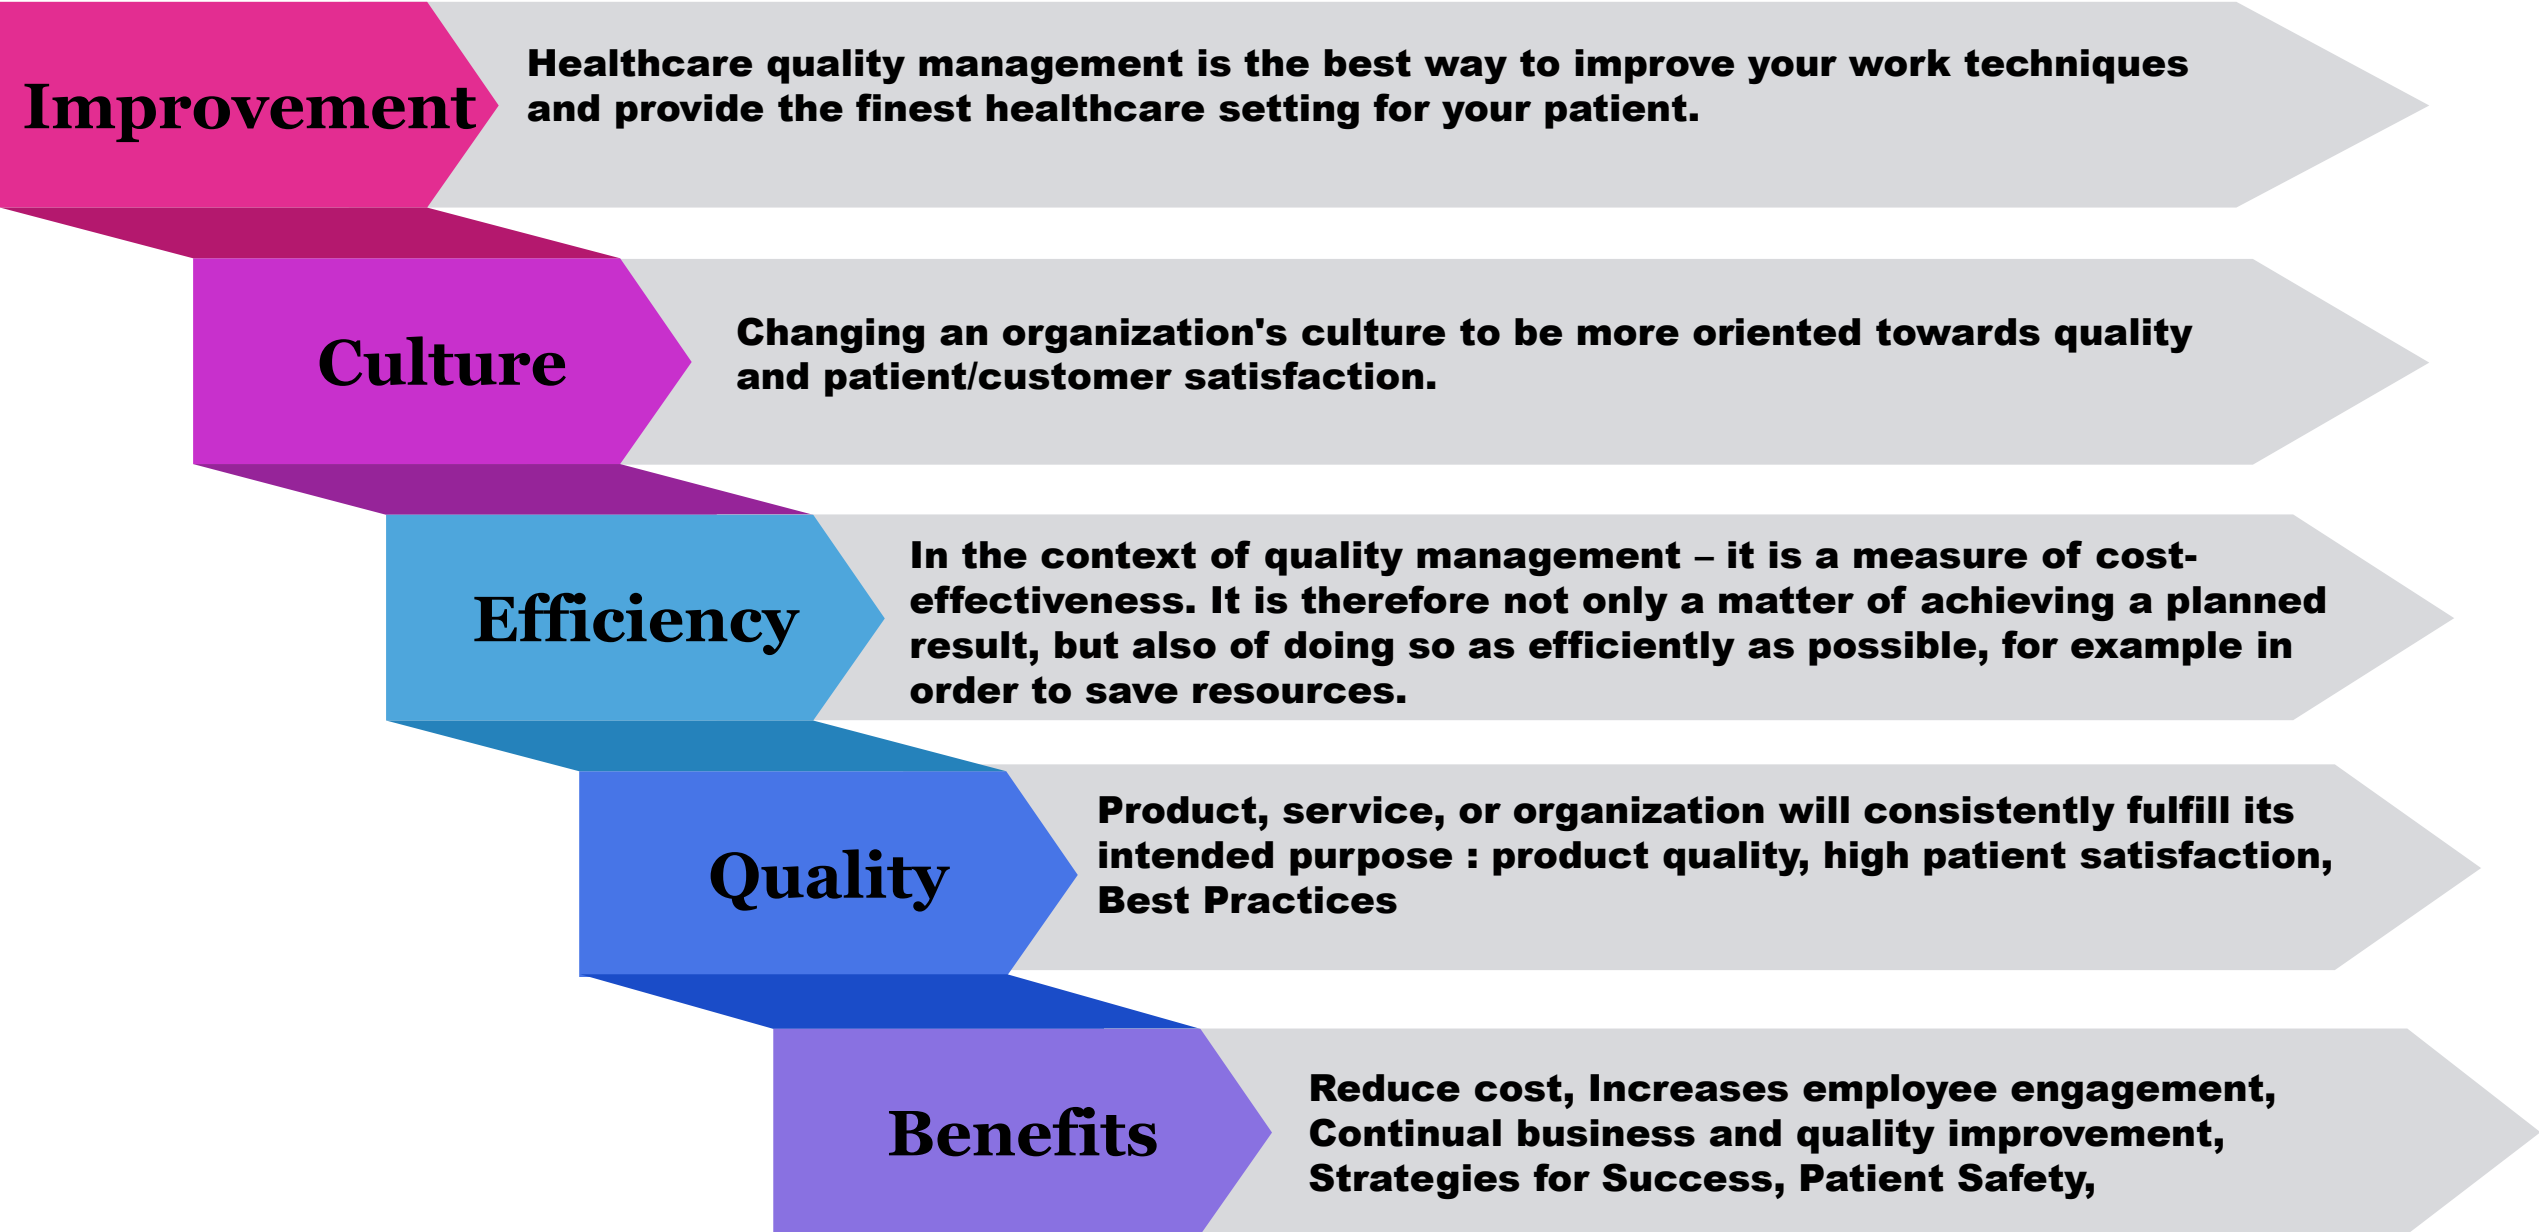 Improvement
Healthcare quality management is the best way to improve your work techniques
and provide the finest healthcare setting for your patient.
Culture
Changing an organization's culture to be more oriented towards quality
and patient/customer satisfaction.
Efficiency
In the context of quality management – it is a measure of cost-
effectiveness. It is therefore not only a matter of achieving a planned
result, but also of doing so as efficiently as possible, for example in
order to save resources.
Quality
Product, service, or organization will consistently fulfill its
intended purpose : product quality, high patient satisfaction,
Best Practices
Benefits
Reduce cost, Increases employee engagement,
Continual business and quality improvement,
Strategies for Success, Patient Safety,